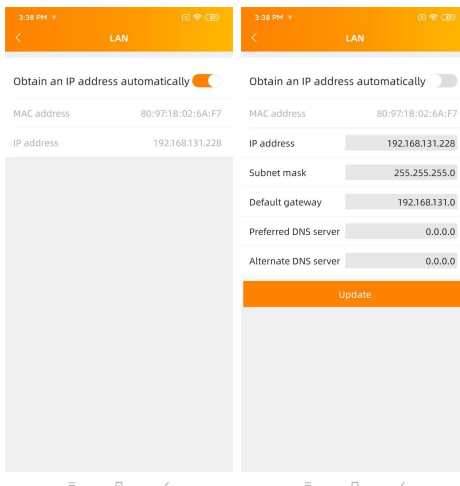 3:38 PM
LAN
Obtain an IP address automatically
MAC address 80:97:1B:02:6A:F7
IP address 192.168.131.228
3:38 PM
LAN
Obtain an IP address automatically
MAC address 80:97:1B:02:6A:F7
IP address 192.168.131.228
Subnet mask 255.255.255.0
Default gateway 192.168.131.0
Preferred DNS server 0.0.0.0
Alternate DNS server 0.0.0.0
Update